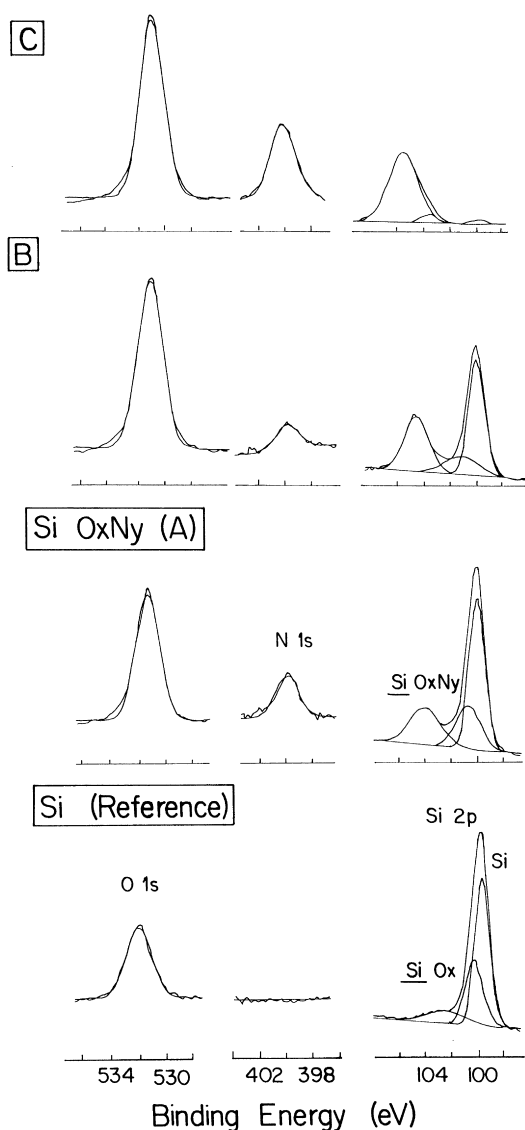 C
B
Si OxNy (A)
N 1s
Si OxNy
Si (Reference)
Si 2p
O 1s
Si
Si Ox
534 530
402 398
104 100
Binding Energy (eV)